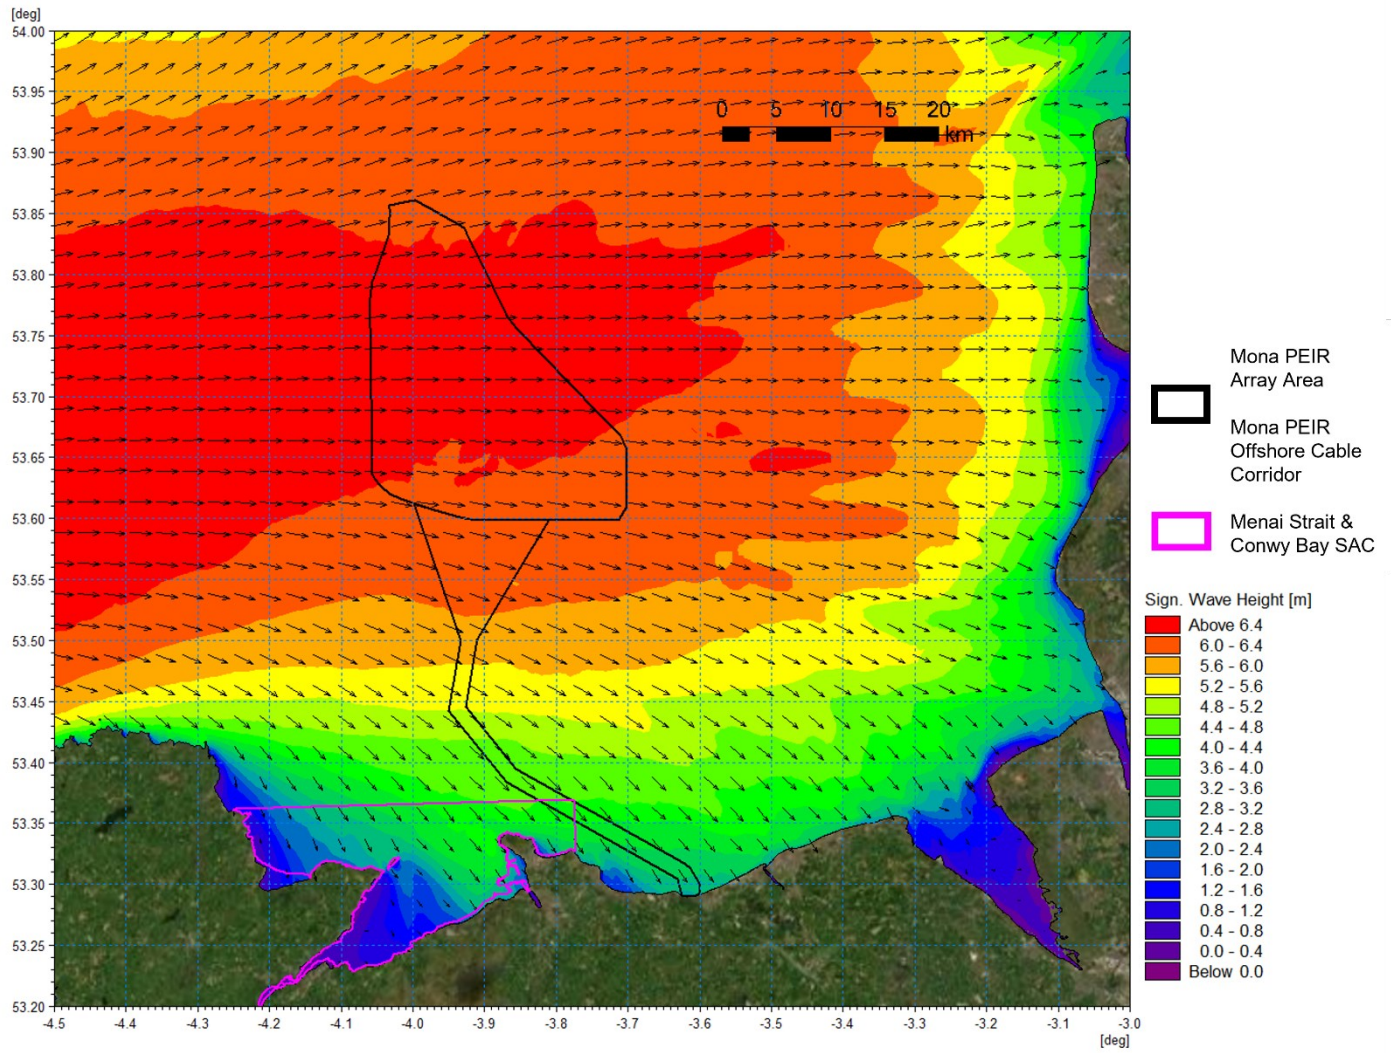 [deg]
54.00
53.95
53.90
53.85
53.80
53.75
53.70
53.65
53.60
53.55
53.50
53.45
53.40
53.35
53.30
53.25
53.20
-4.5 -4.4 -4.3 -4.2 -4.1 -4.0 -3.9 -3.8 -3.7 -3.6 -3.5 -3.4 -3.3 -3.2 -3.1 -3.0
[deg]
0 5 10 15 20
km
Mona PEIR
Array Area
Mona PEIR
Offshore Cable
Corridor
Menai Strait &
Conwy Bay SAC
Sign. Wave Height [m]
Above 6.4
6.0 - 6.4
5.6 - 6.0
5.2 - 5.6
4.8 - 5.2
4.4 - 4.8
4.0 - 4.4
3.6 - 4.0
3.2 - 3.6
2.8 - 3.2
2.4 - 2.8
2.0 - 2.4
1.6 - 2.0
1.2 - 1.6
0.8 - 1.2
0.4 - 0.8
0.0 - 0.4
Below 0.0